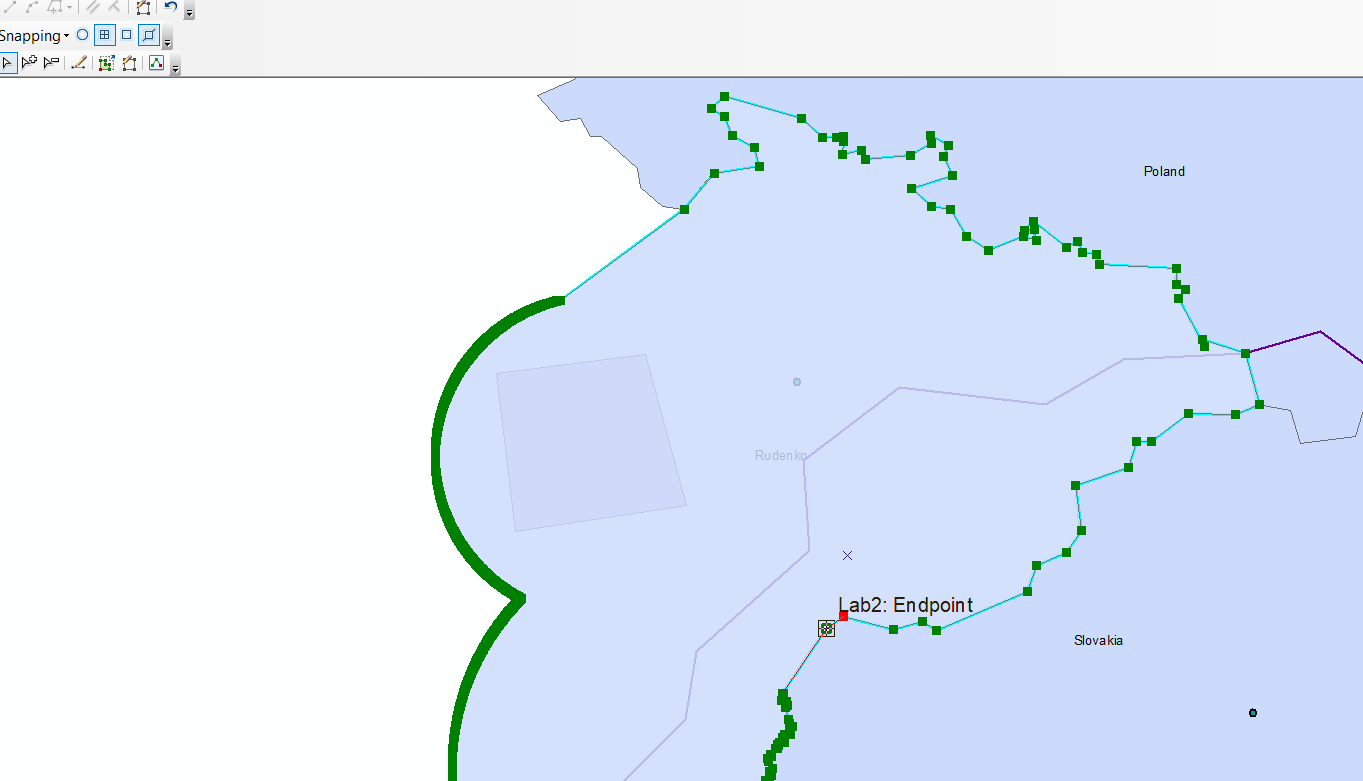 Snapping
Poland
Rudenko
Lab2: Endpoint
Slovakia